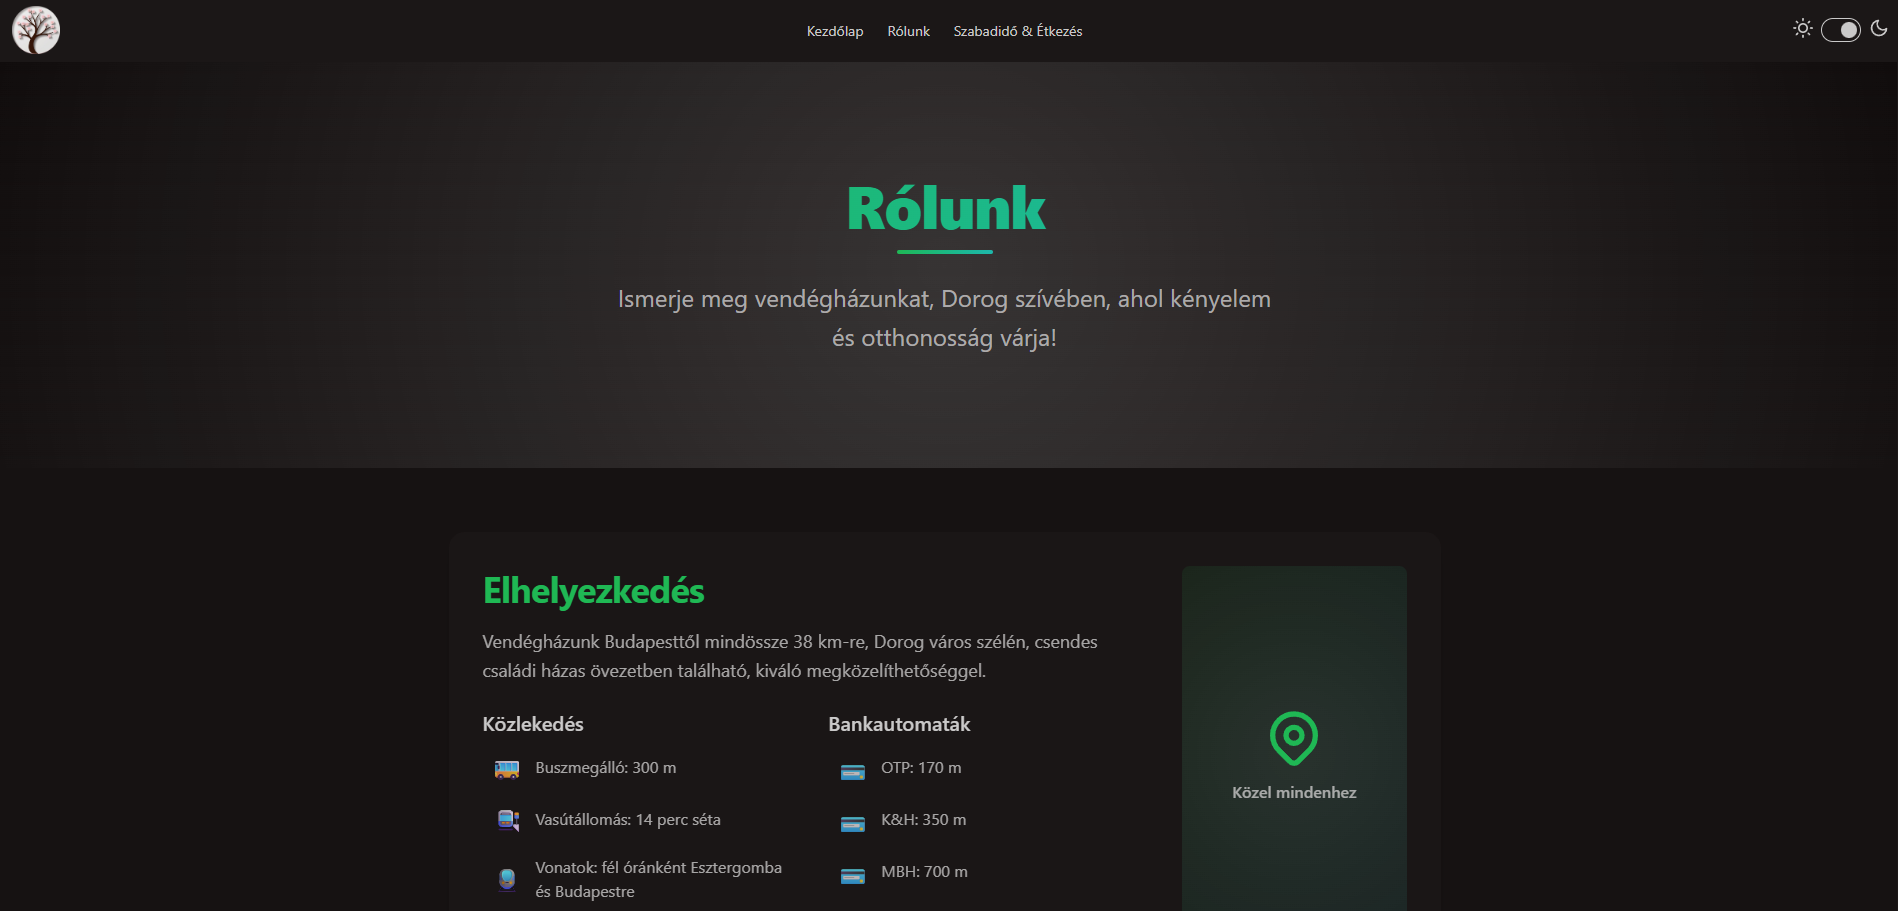 Kezdőlap
Rólunk
Szabadidő & Étkezés
Rólunk
Ismerje meg vendégházunkat, Dorog szívében, ahol kényelem
és otthonosság várja!
Elhelyezkedés
Vendégházunk Budapesttől mindössze 38 km-re, Dorog város szélén, csendes
családi házas övezetben található, kiváló megközelíthetőséggel.
Közlekedés
Buszmegálló: 300 m
Vasútállomás: 14 perc séta
Vonatok: fél óránként Esztergomba
és Budapestre
Bankautomaták
OTP: 170 m
K&H: 350 m
MBH: 700 m
Közel mindenhez